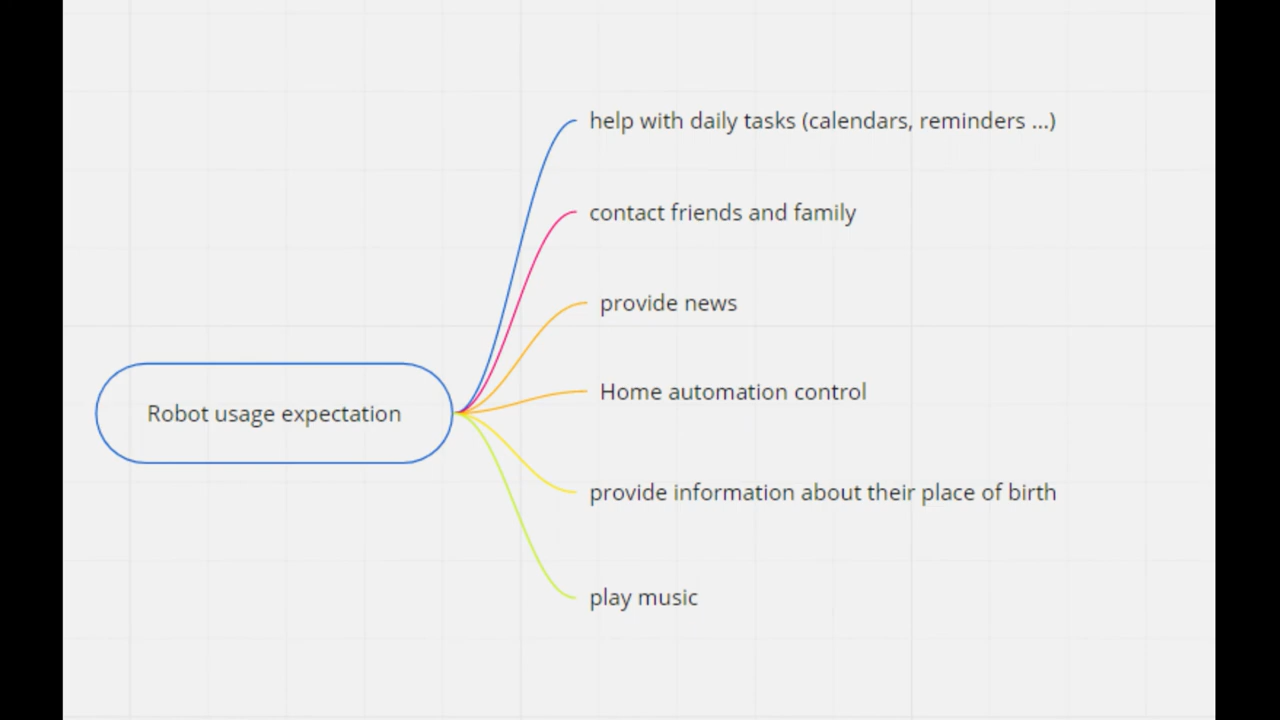 help with daily tasks (calendars, reminders ...)
contact friends and family
provide news
Home automation control
Robot usage expectation
provide information about their place of birth
play music